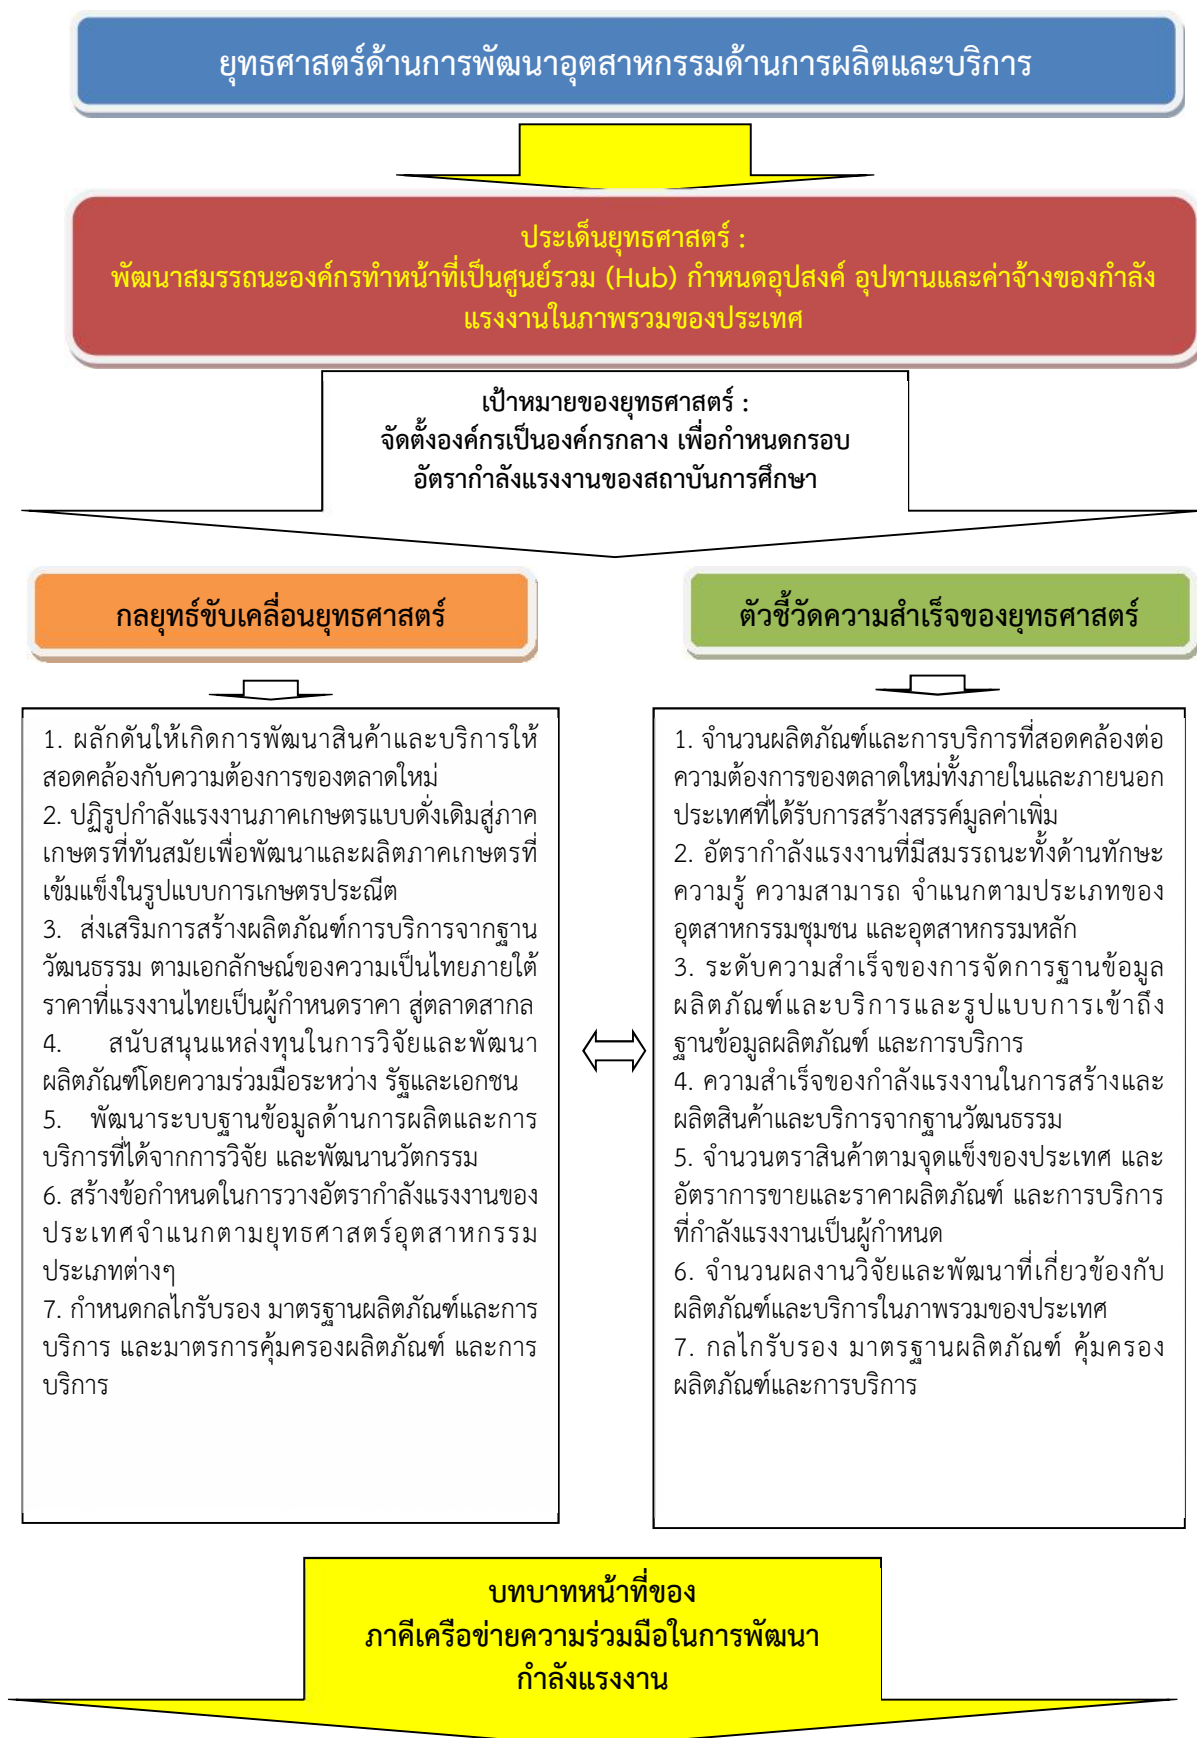 ยุทธศาสตร์ด้านการพัฒนาอุตสาหกรรมด้านการผลิตและบริการ
ประเด็นยุทธศาสตร์ :
พัฒนาสมรรถนะองค์กรทำหน้าที่เป็นศูนย์รวม (Hub) กำหนดอุปสงค์ อุปทานและค่าจ้างของกำลัง
แรงงานในภาพรวมของประเทศ
เป้าหมายของยุทธศาสตร์ :
จัดตั้งองค์กรเป็นองค์กรกลาง เพื่อกำหนดกรอบ
อัตรากำลังแรงงานของสถาบันการศึกษา
กลยุทธ์ขับเคลื่อนยุทธศาสตร์
1. ผลักดันให้เกิดการพัฒนาสินค้าและบริการให้
สอดคล้องกับความต้องการของตลาดใหม่
2. ปฏิรูปกำลังแรงงานภาคเกษตรแบบดั่งเดิมสู่ภาค
เกษตรที่ทันสมัยเพื่อพัฒนาและผลิตภาคเกษตรที่
เข้มแข็งในรูปแบบการเกษตรประณีต
3. ส่งเสริมการสร้างผลิตภัณฑ์การบริการจากฐาน
วัฒนธรรม ตามเอกลักษณ์ของความเป็นไทยภายใต้
ราคาที่แรงงานไทยเป็นผู้กำหนดราคา สู่ตลาดสากล
4. สนับสนุนแหล่งทุนในการวิจัยและพัฒนา
ผลิตภัณฑ์โดยความร่วมมือระหว่าง รัฐและเอกชน
5. พัฒนาระบบฐานข้อมูลด้านการผลิตและการ
บริการที่ได้จากการวิจัย และพัฒนานวัตกรรม
6. สร้างข้อกำหนดในการวางอัตรากำลังแรงงานของ
ประเทศจำแนกตามยุทธศาสตร์อุตสาหกรรม
ประเภทต่างๆ
7. กำหนดกลไกรับรอง มาตรฐานผลิตภัณฑ์และการ
บริการ และมาตรการคุ้มครองผลิตภัณฑ์ และการ
บริการ
ตัวชี้วัดความสำเร็จของยุทธศาสตร์
1. จำนวนผลิตภัณฑ์และการบริการที่สอดคล้องต่อ
ความต้องการของตลาดใหม่ทั้งภายในและภายนอก
ประเทศที่ได้รับการสร้างสรรค์มูลค่าเพิ่ม
2. อัตรากำลังแรงงานที่มีสมรรถนะทั้งด้านทักษะ
ความรู้ ความสามารถ จำแนกตามประเภทของ
อุตสาหกรรมชุมชน และอุตสาหกรรมหลัก
3. ระดับความสำเร็จของการจัดการฐานข้อมูล
ผลิตภัณฑ์และบริการและรูปแบบการเข้าถึง
ฐานข้อมูลผลิตภัณฑ์ และการบริการ
4. ความสำเร็จของกำลังแรงงานในการสร้างและ
ผลิตสินค้าและบริการจากฐานวัฒนธรรม
5. จำนวนตราสินค้าตามจุดแข็งของประเทศ และ
อัตราการขายและราคาผลิตภัณฑ์ และการบริการ
ที่กำลังแรงงานเป็นผู้กำหนด
6. จำนวนผลงานวิจัยและพัฒนาที่เกี่ยวข้องกับ
ผลิตภัณฑ์และบริการในภาพรวมของประเทศ
7. กลไกรับรอง มาตรฐานผลิตภัณฑ์ คุ้มครอง
ผลิตภัณฑ์และการบริการ
บทบาทหน้าที่ของ
ภาคีเครือข่ายความร่วมมือในการพัฒนา
กำลังแรงงาน